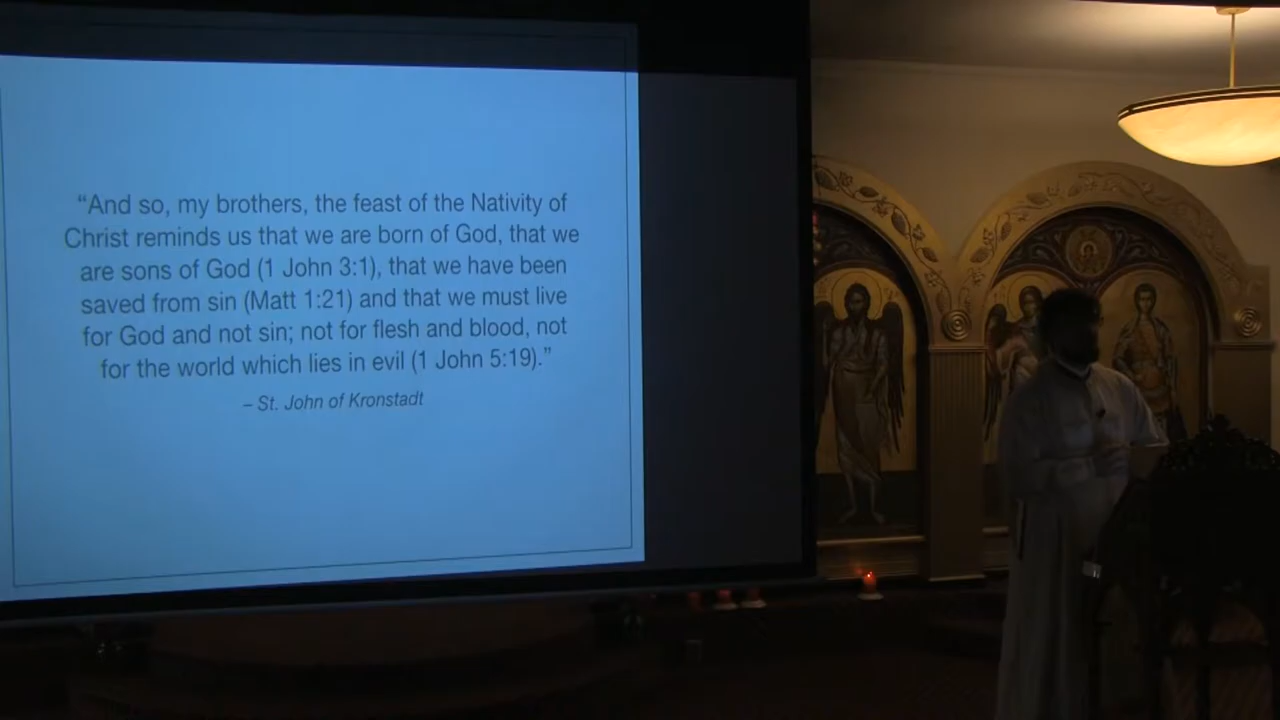 “And so, my brothers, the feast of the Nativity of
Christ reminds us that we are born of God, that we
are sons of God (1 John 3:1), that we have been
saved from sin (Matt 1:21) and that we must live
for God and not sin; not for flesh and blood, not
for the world which lies in evil (1 John 5:19).”
– St. John of Kronstadt